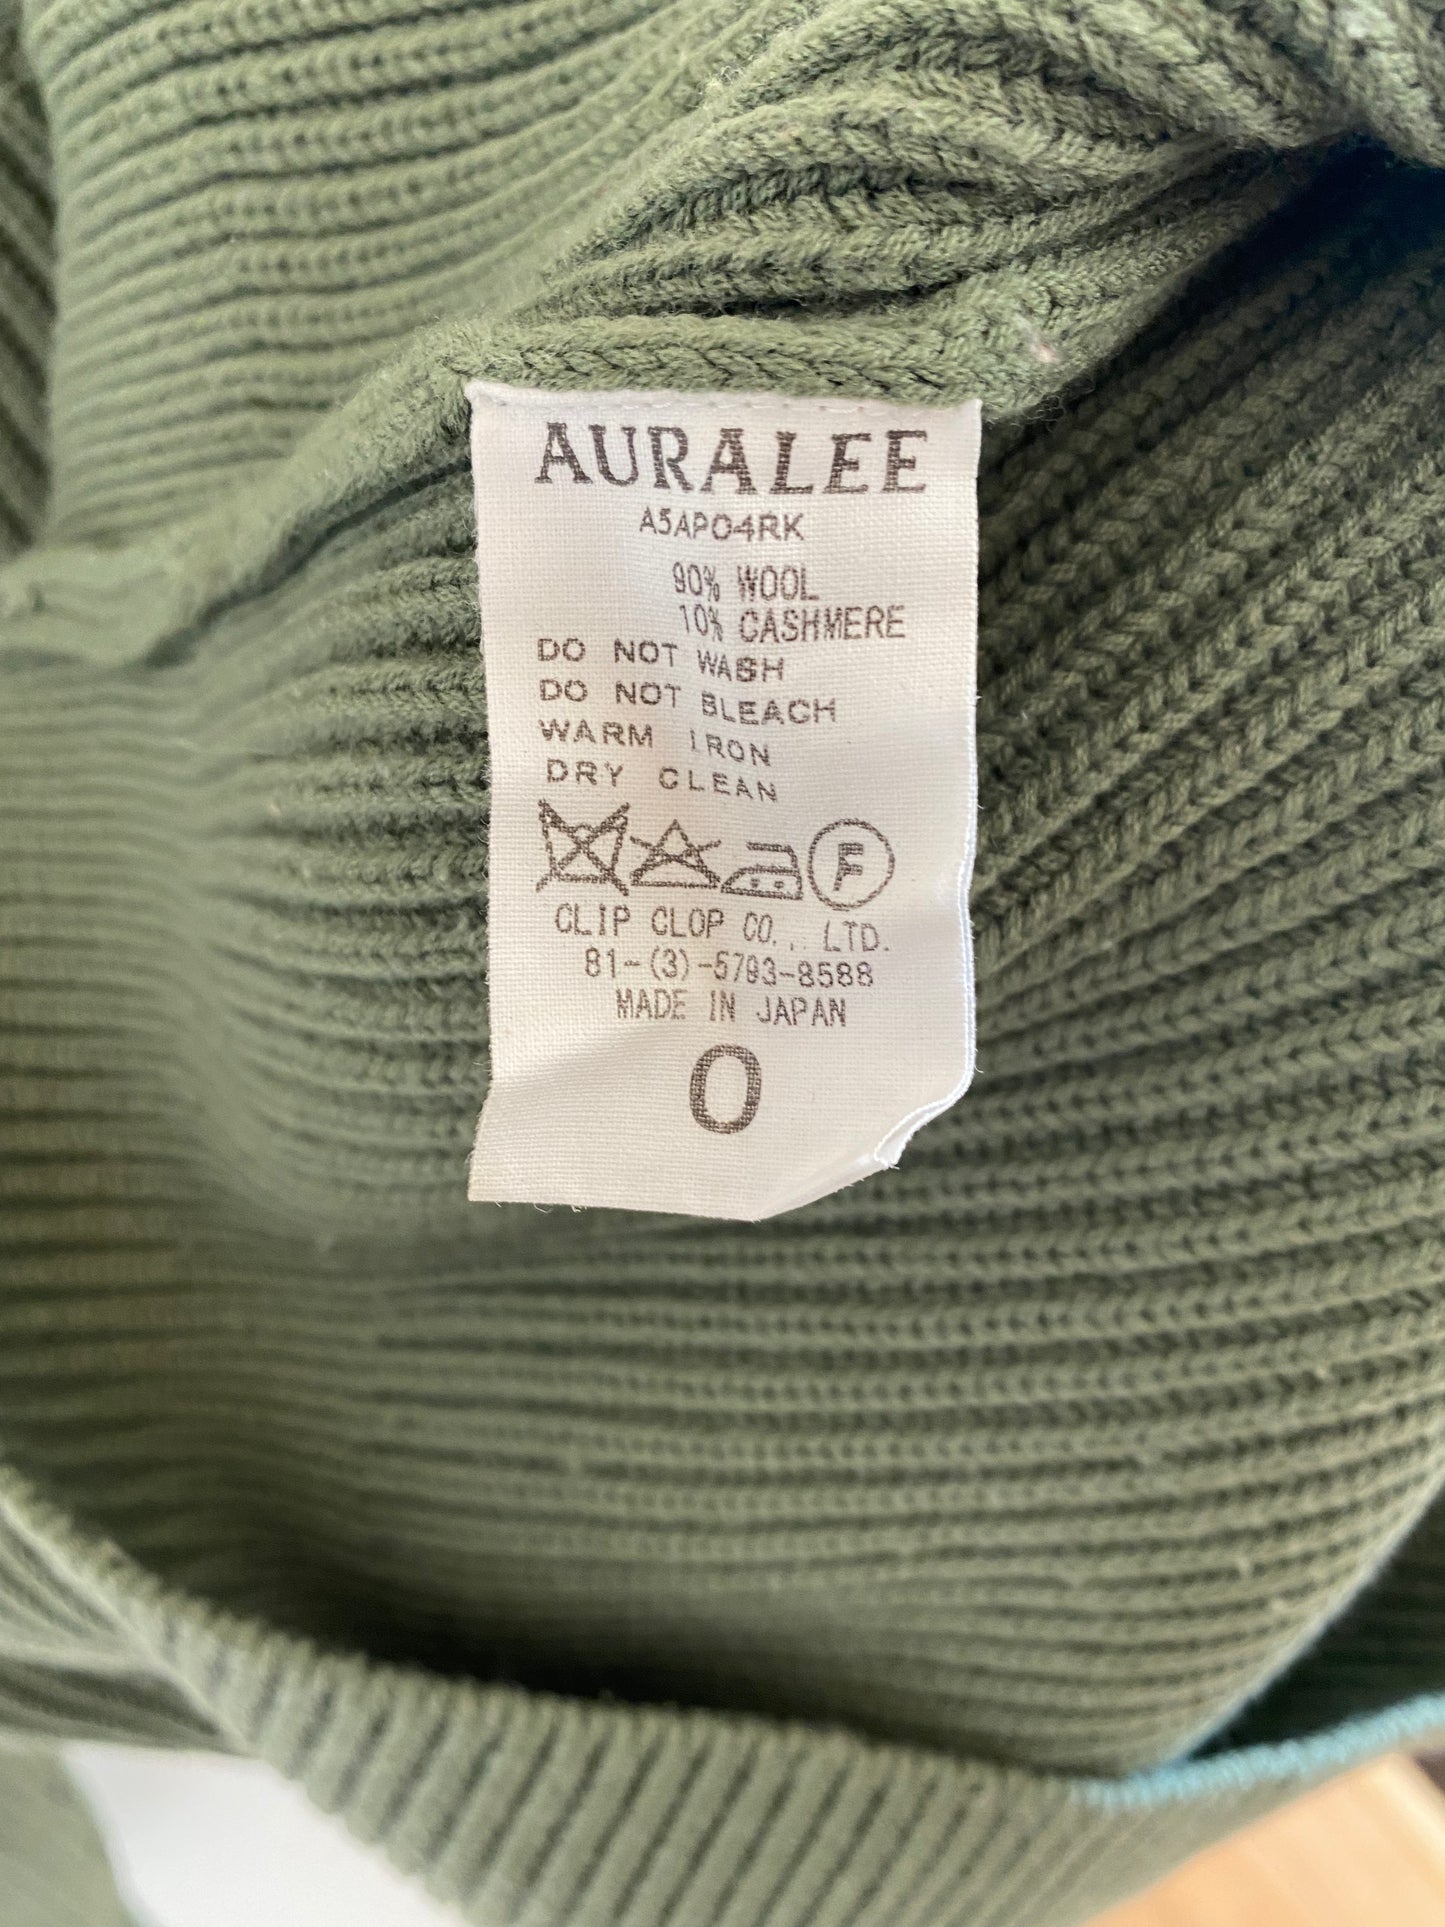 AURALEE
A5AP04RK
90% WOOL
10% CASHMERE
DO NOT WASH
DO NOT BLEACH
WARM IRON
DRY CLEAN
F
CLIP CLOP CO., LTD.
81-(3)-5793-8588
MADE IN JAPAN
0